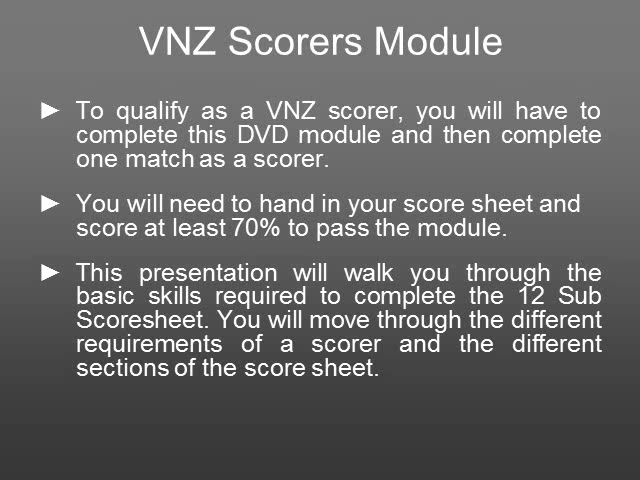 VNZ Scorers Module
► To qualify as a VNZ scorer, you will have to
complete this DVD module and then complete
one match as a scorer.
► You will need to hand in your score sheet and
score at least 70% to pass the module.
► This presentation will walk you through the
basic skills required to complete the 12 Sub
Scoresheet. You will move through the different
requirements of a scorer and the different
sections of the score sheet.